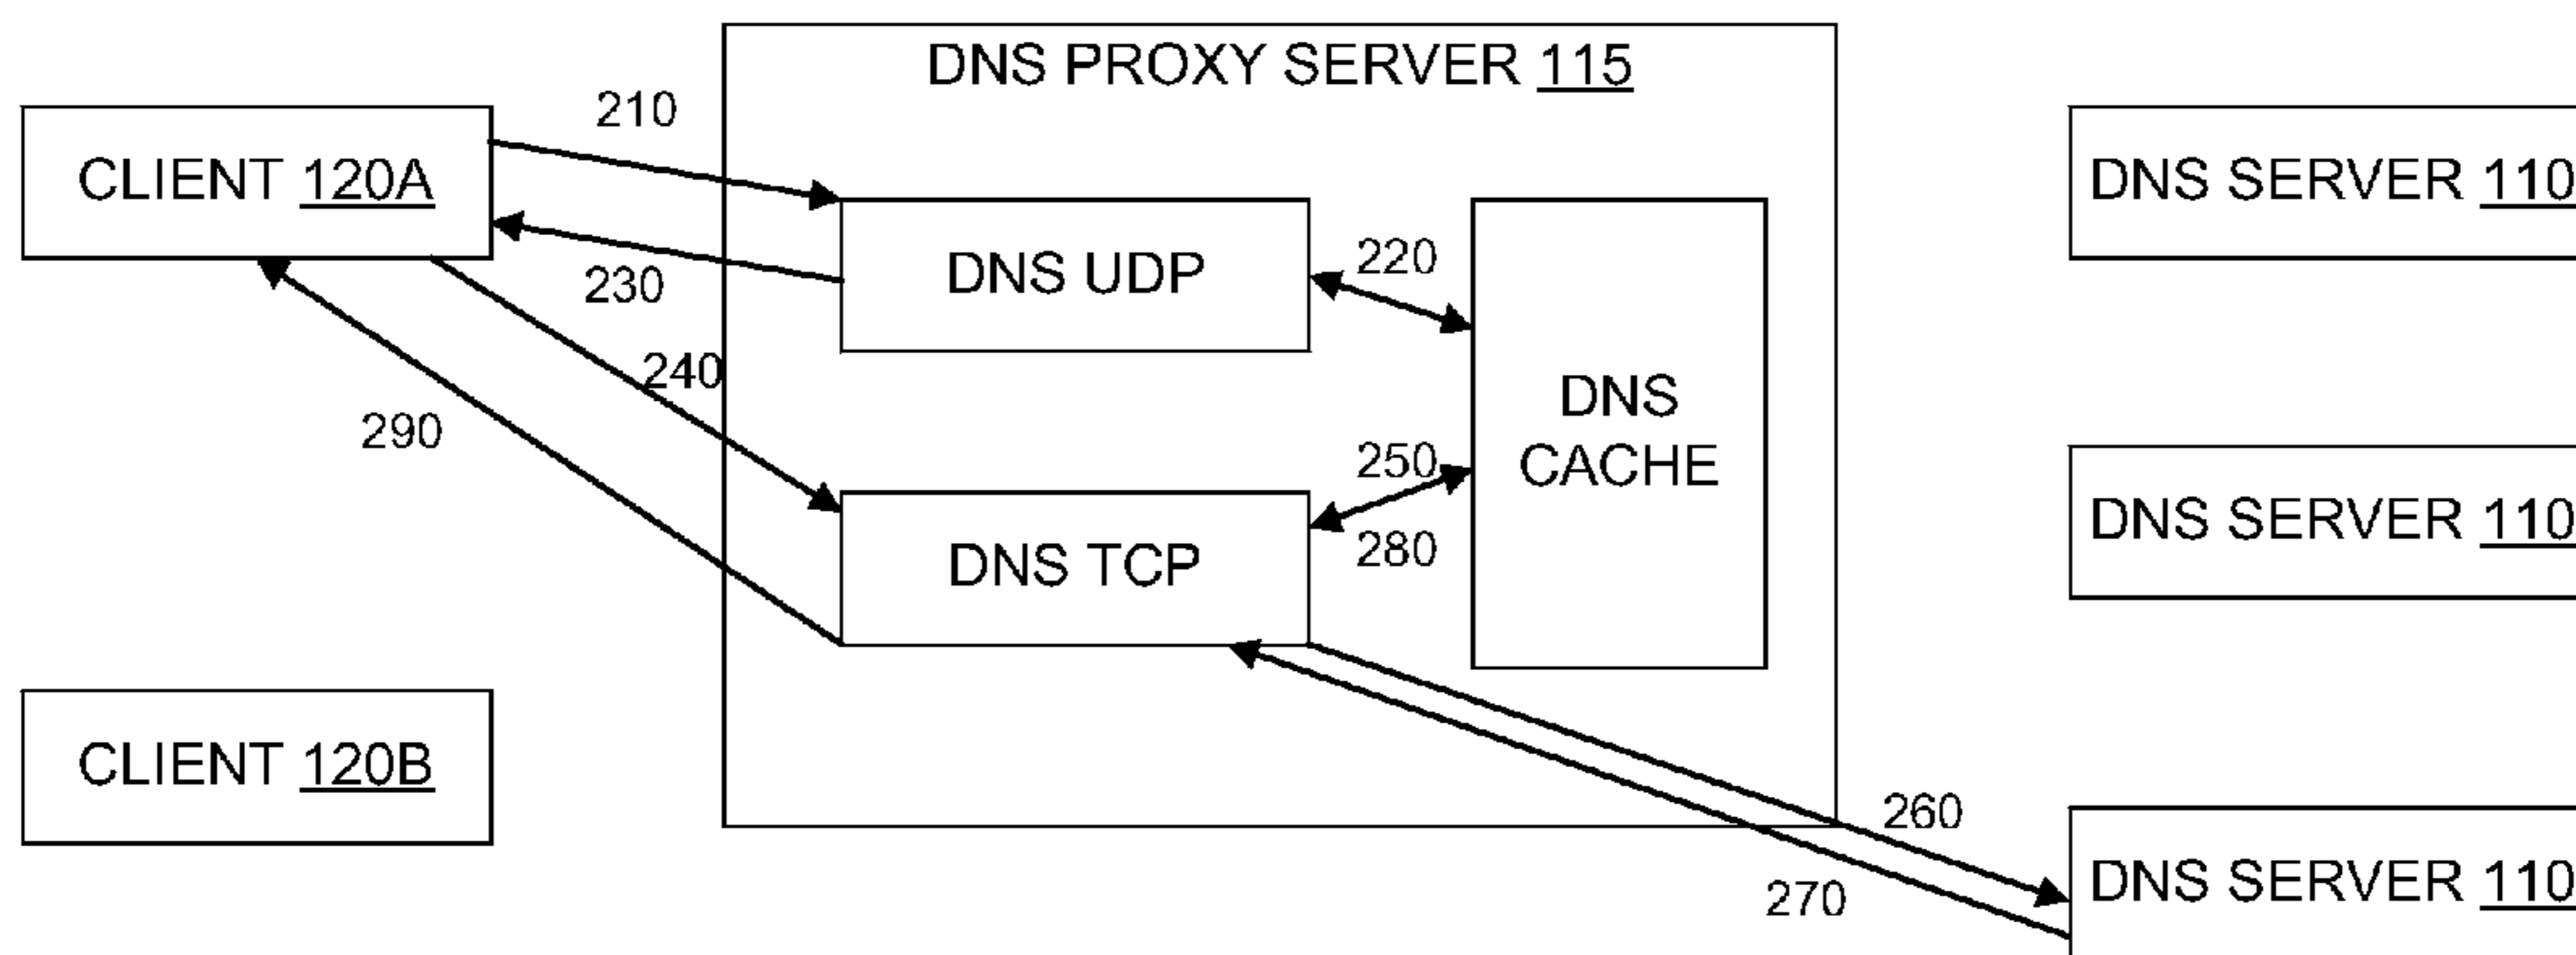 DNS PROXY SERVER 115
210
CLIENT 120A
DNS SERVER 110
230
DNS UDP
220
240
290
DNS
CACHE
250
280
DNS TCP
DNS SERVER 110
CLIENT 120B
260
270
DNS SERVER 110